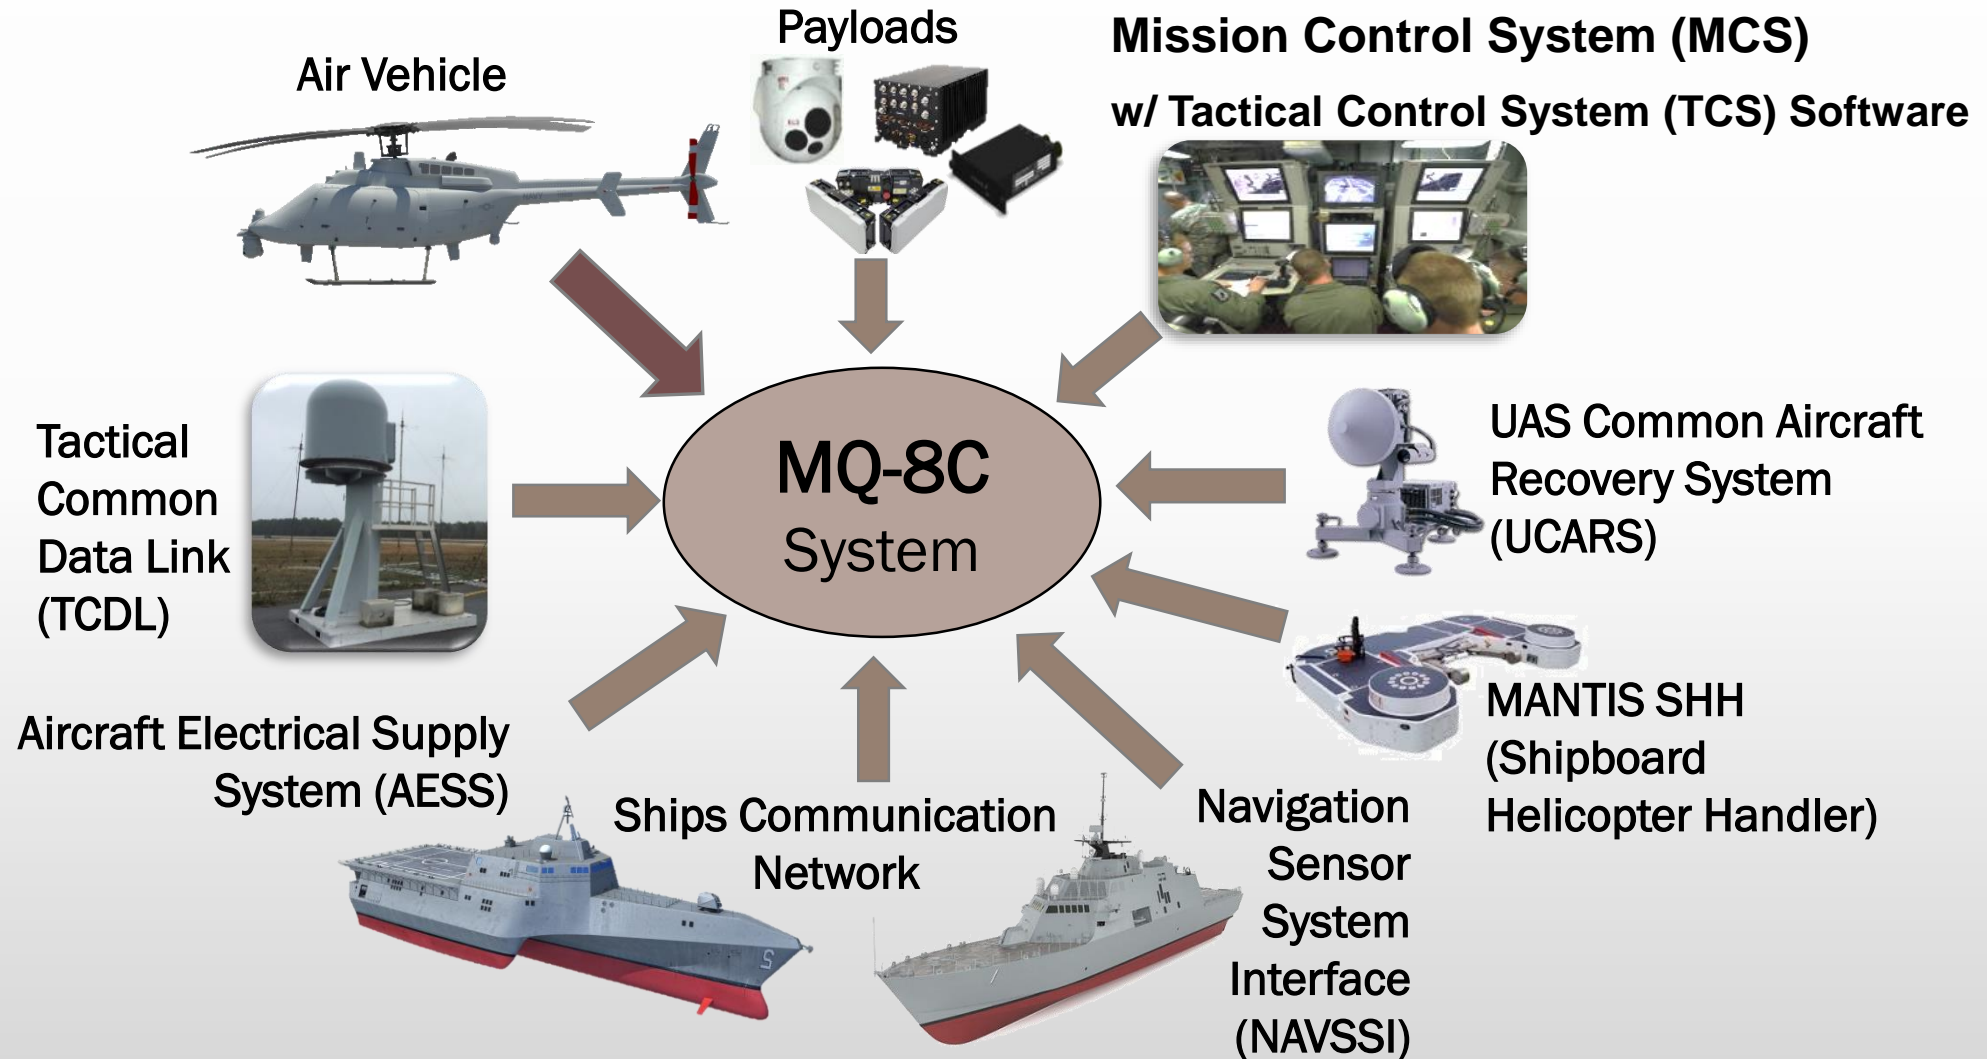 Payloads
Mission Control System (MCS)
w/ Tactical Control System (TCS) Software
Air Vehicle
MQ-8C
System
UAS Common Aircraft
Recovery System
(UCARS)
Tactical
Common
Data Link
(TCDL)
MANTIS SHH
(Shipboard
Helicopter Handler)
Aircraft Electrical Supply
System (AESS)
Ships Communication
Network
Navigation
Sensor
System
Interface
(NAVSSI)
1